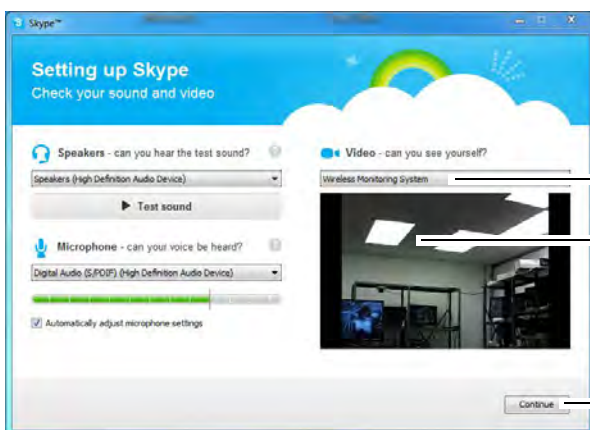 Skype™
Setting up Skype
Check your sound and video
Speakers - can you hear the test sound?
Speakers (High Definition Audio Device)
Test sound
Microphone - can your voice be heard?
Digital Audio (S/PDIF) (High Definition Audio Device)
Automatically adjust microphone settings
Video - can you see yourself?
Wireless Monitoring System
Continue